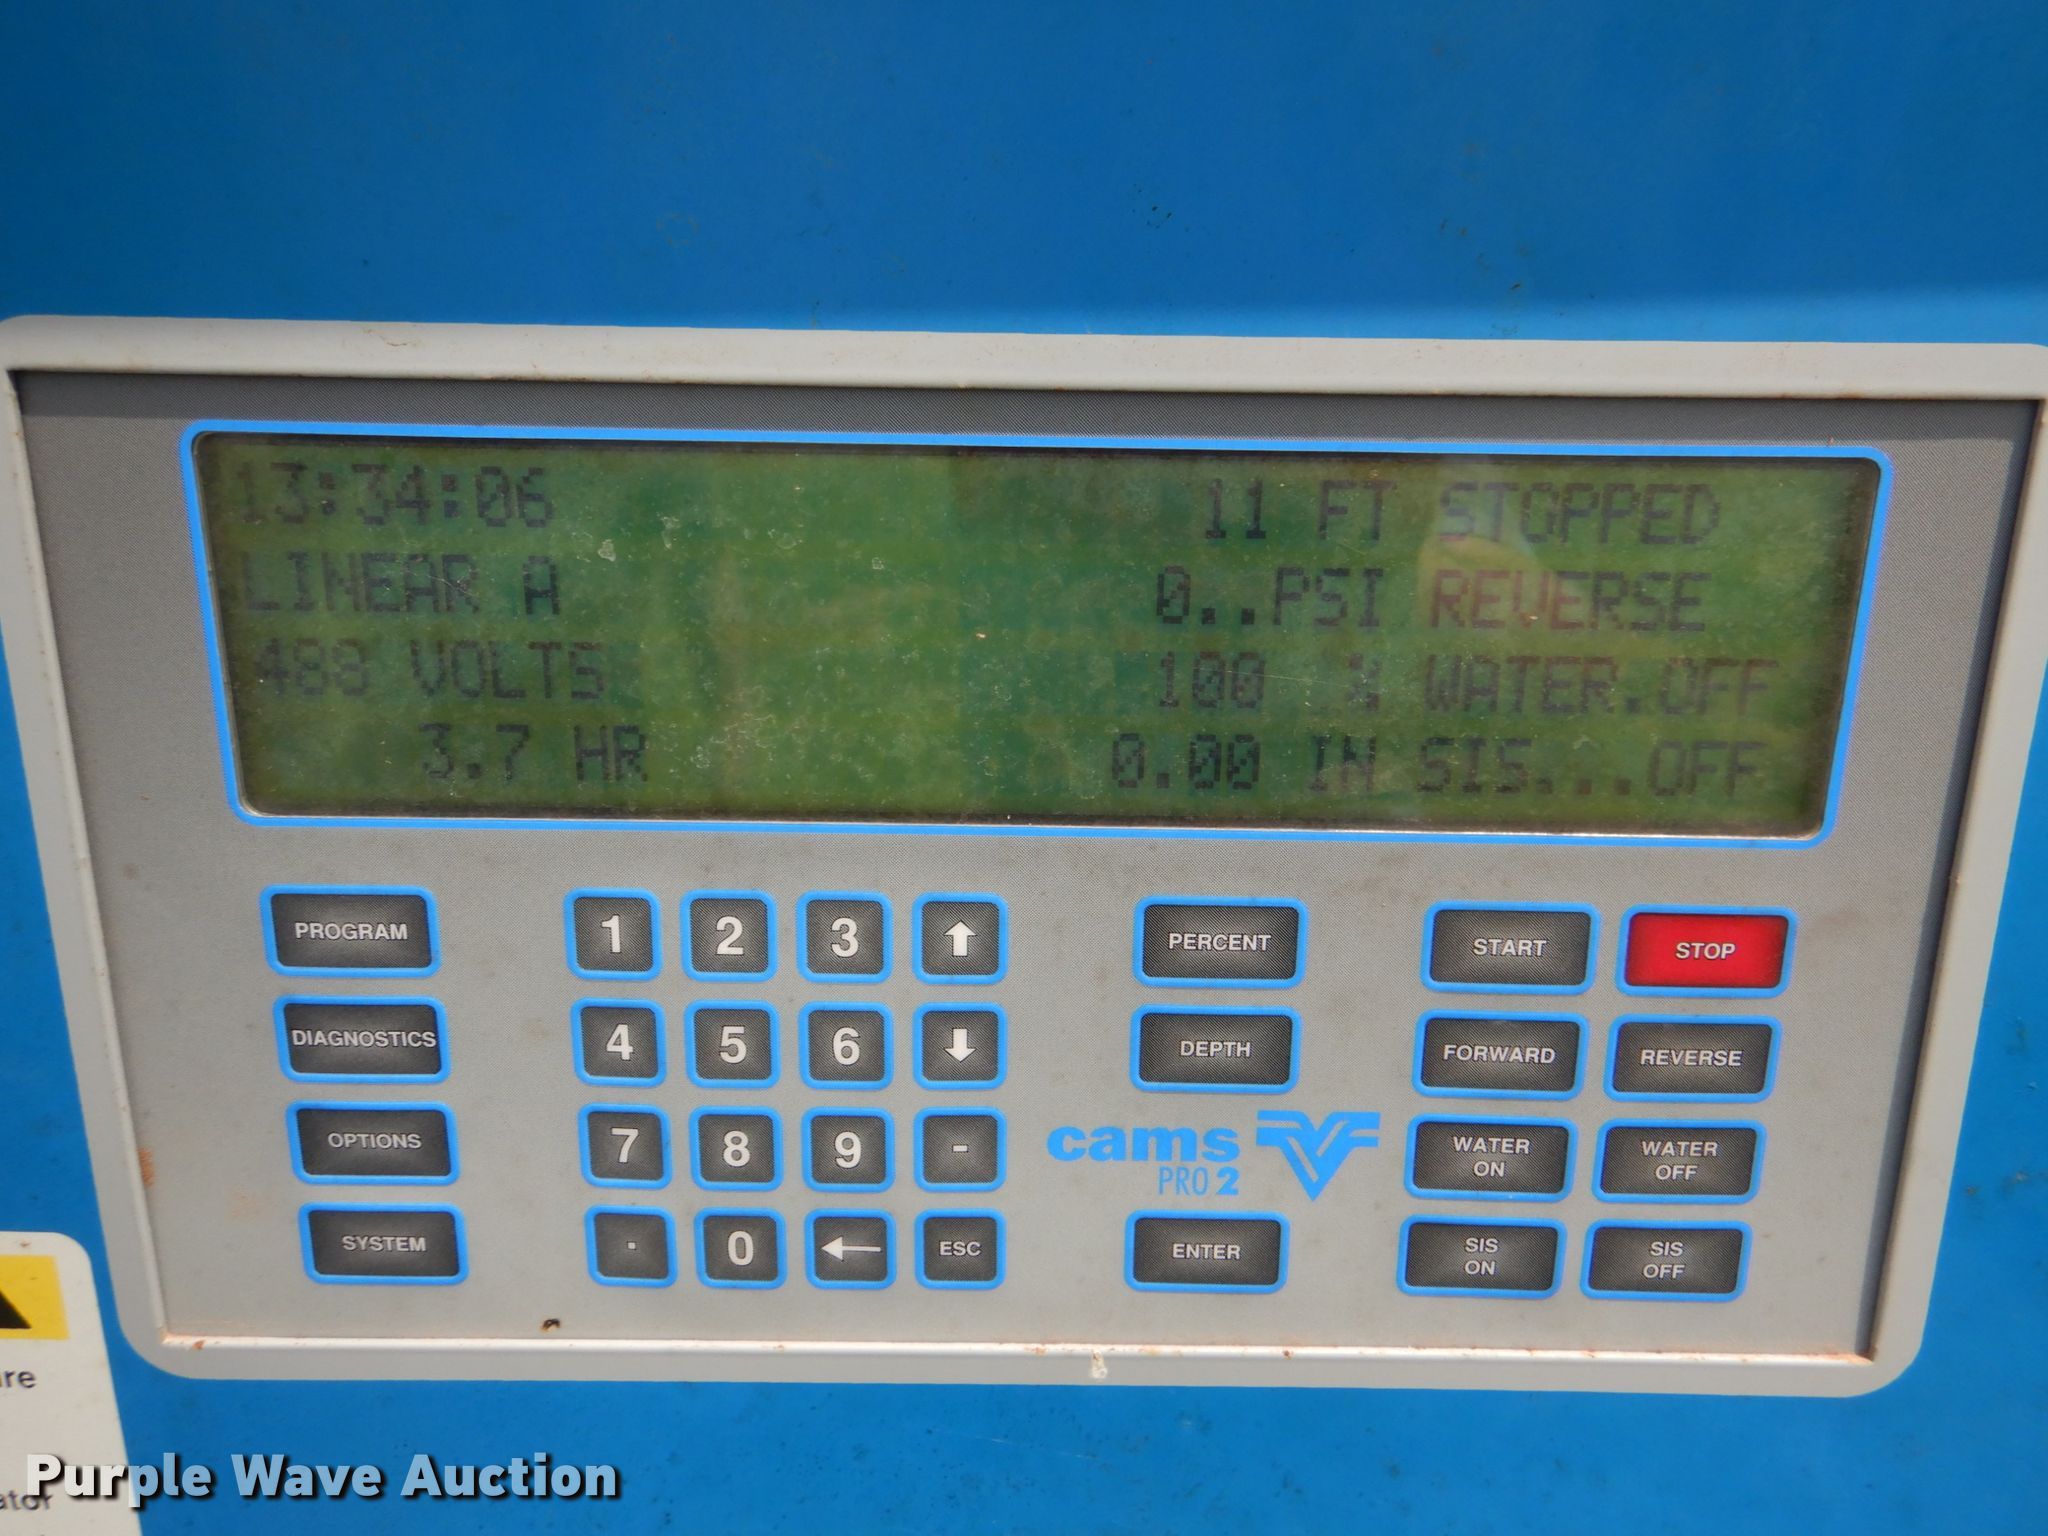 13:34:06 11 FT STOPPED
LINEAR A 0..PSI REVERSE
488 VOLTS 100 % WATER.OFF
3.7 HR 0.00 IN SIS...OFF
PROGRAM 1 2 3 PERCENT START STOP
DIAGNOSTICS 4 5 6 DEPTH FORWARD REVERSE
OPTIONS 7 8 9 - cams PRO 2 WATER ON WATER OFF
SYSTEM . 0 ESC ENTER SIS ON SIS OFF
Purple Wave Auction